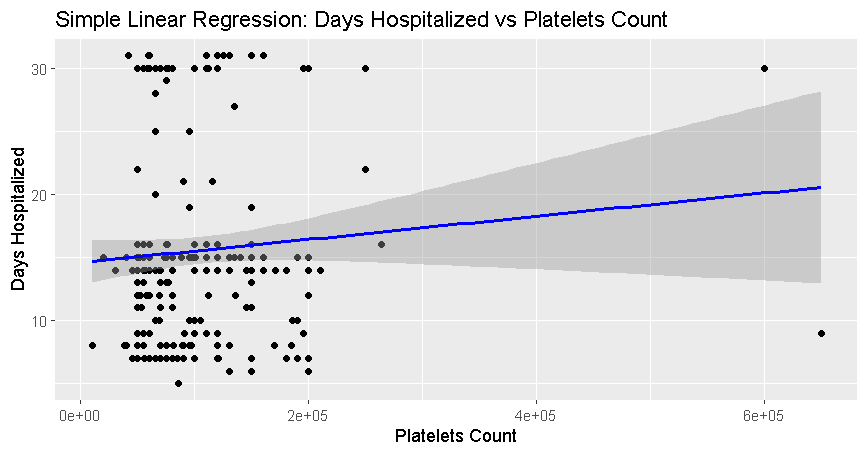 Simple Linear Regression: Days Hospitalized vs Platelets Count
30
20
10
Days Hospitalized
0e+00 2e+05 4e+05 6e+05
Platelets Count